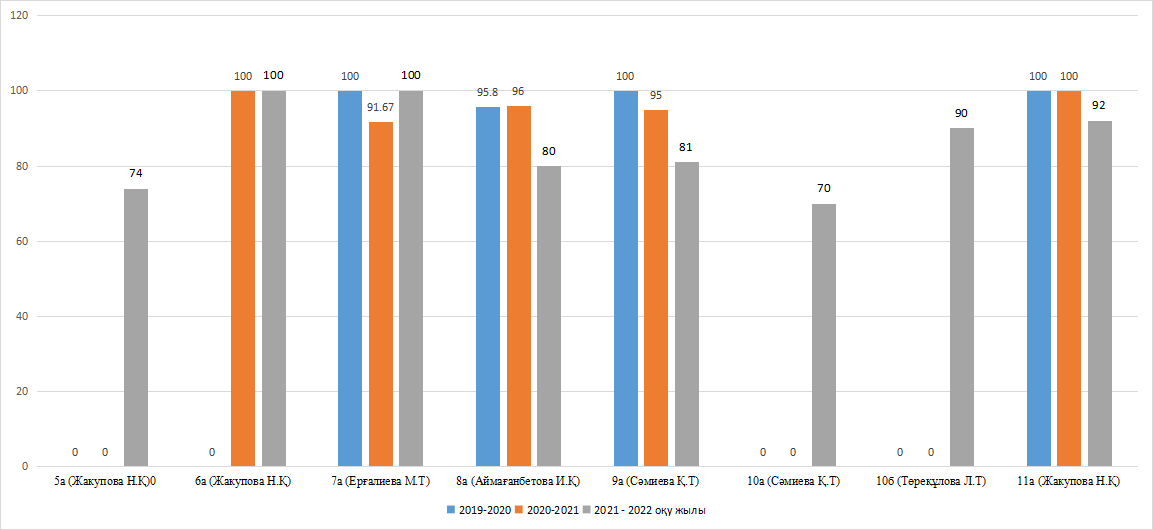 120
100
80
60
40
20
0
0 0 74
0 100 100
100 91.67 100
95.8 96 80
100 95 81
0 0 70
0 0 90
100 100 92
5а (Жакупова Н.Қ)0
6а (Жакупова Н.Қ)
7а (Ерғалиева М.Т)
8а (Аймағанбетова И.Қ)
9а (Сәмиева Қ.Т)
10а (Сәмиева Қ.Т)
10б (Төреқұлова Л.Т)
11а (Жакупова Н.Қ)
2019-2020 2020-2021 2021 - 2022 оқу жылы